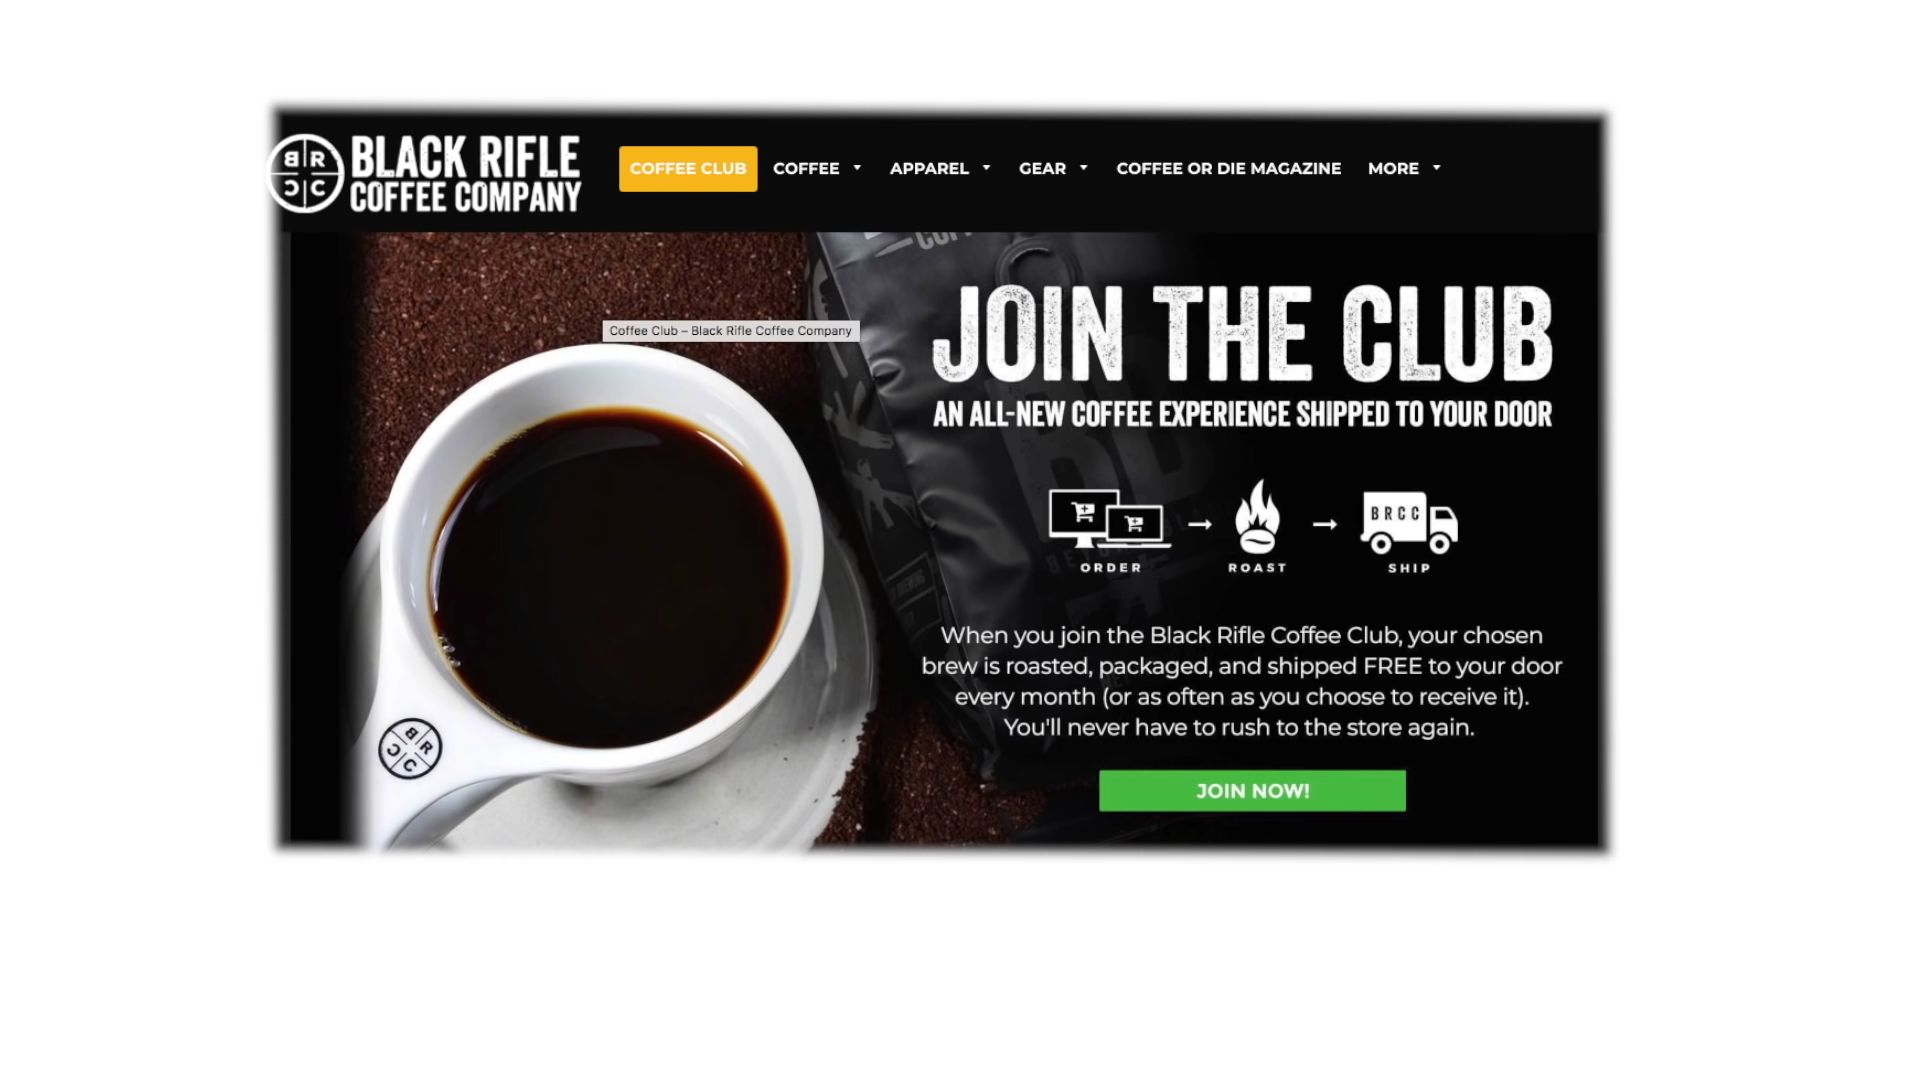 BLACK RIFLE
COFFEE COMPANY
B R
C C
COFFEE CLUB COFFEE APPAREL GEAR COFFEE OR DIE MAGAZINE MORE
Coffee Club – Black Rifle Coffee Company
JOIN THE CLUB
AN ALL-NEW COFFEE EXPERIENCE SHIPPED TO YOUR DOOR
BRCC
ORDER ROAST SHIP
When you join the Black Rifle Coffee Club, your chosen
brew is roasted, packaged, and shipped FREE to your door
every month (or as often as you choose to receive it).
You'll never have to rush to the store again.
B R
C C
JOIN NOW!